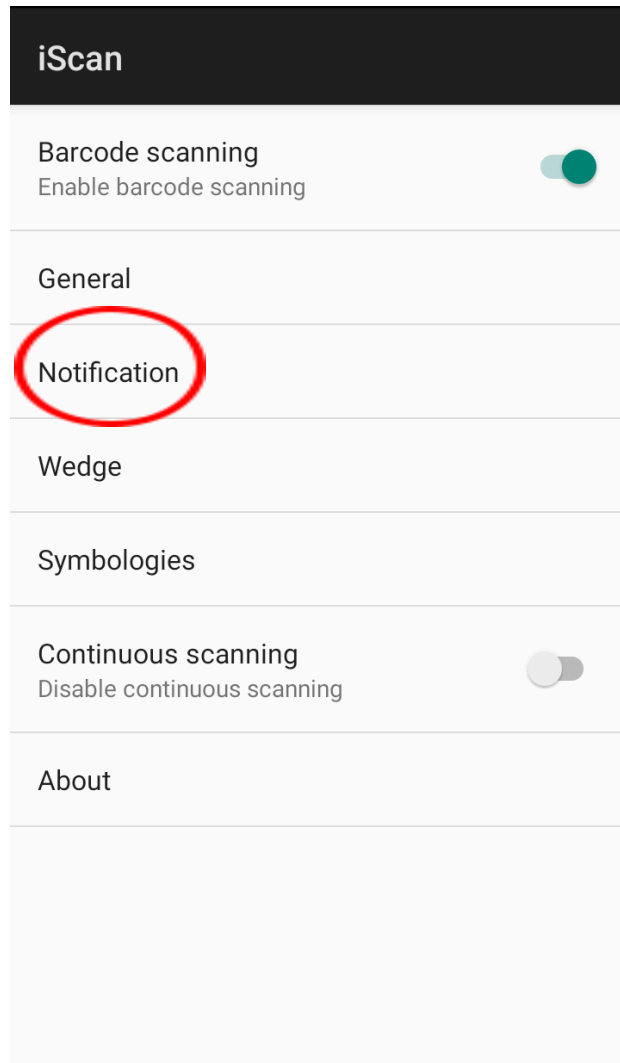 iScan
Barcode scanning
Enable barcode scanning
General
Notification
Wedge
Symbologies
Continuous scanning
Disable continuous scanning
About